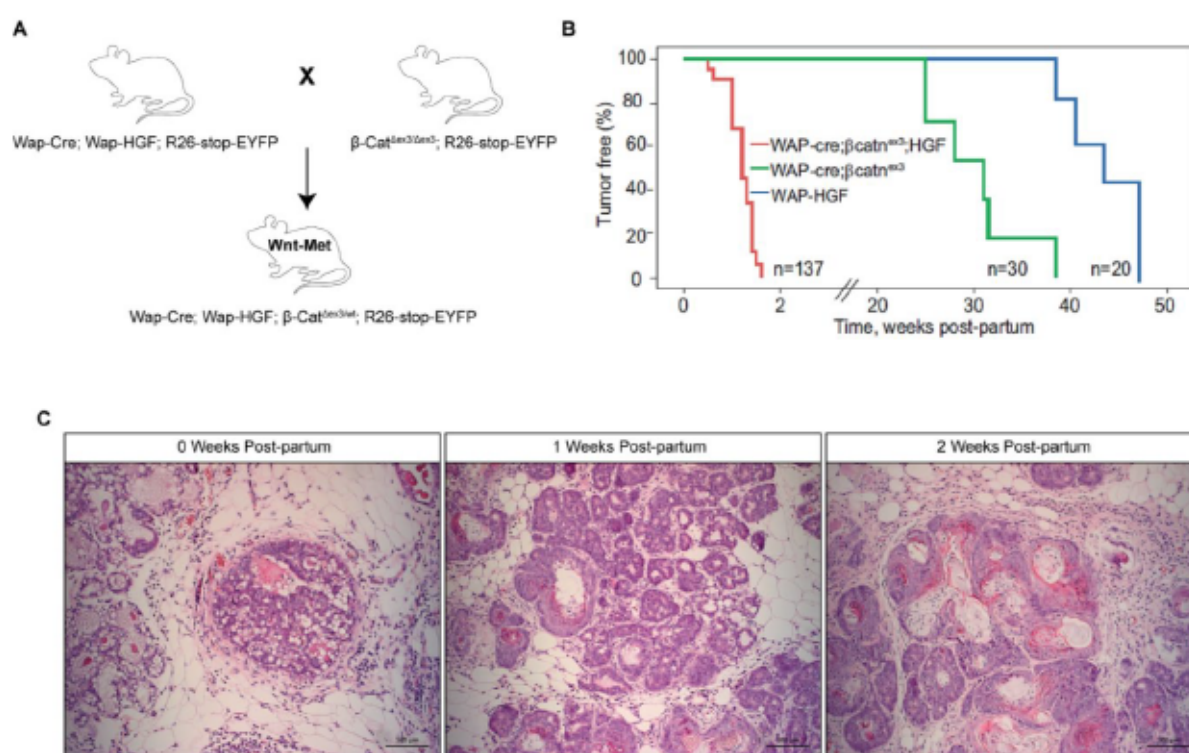 A
X
Wap-Cre; Wap-HGF; R26-stop-EYFP
β-Cat^Δex3/Δex3; R26-stop-EYFP
Wnt-Met
Wap-Cre; Wap-HGF; β-Cat^Δex3/wt; R26-stop-EYFP
B
Tumor free (%)
100
80
60
40
20
0
WAP-cre;βcatn^ex3;HGF
WAP-cre;βcatn^ex3
WAP-HGF
n=137
n=30
n=20
0
2
20
30
40
50
Time, weeks post-partum
C
0 Weeks Post-partum
1 Weeks Post-partum
2 Weeks Post-partum